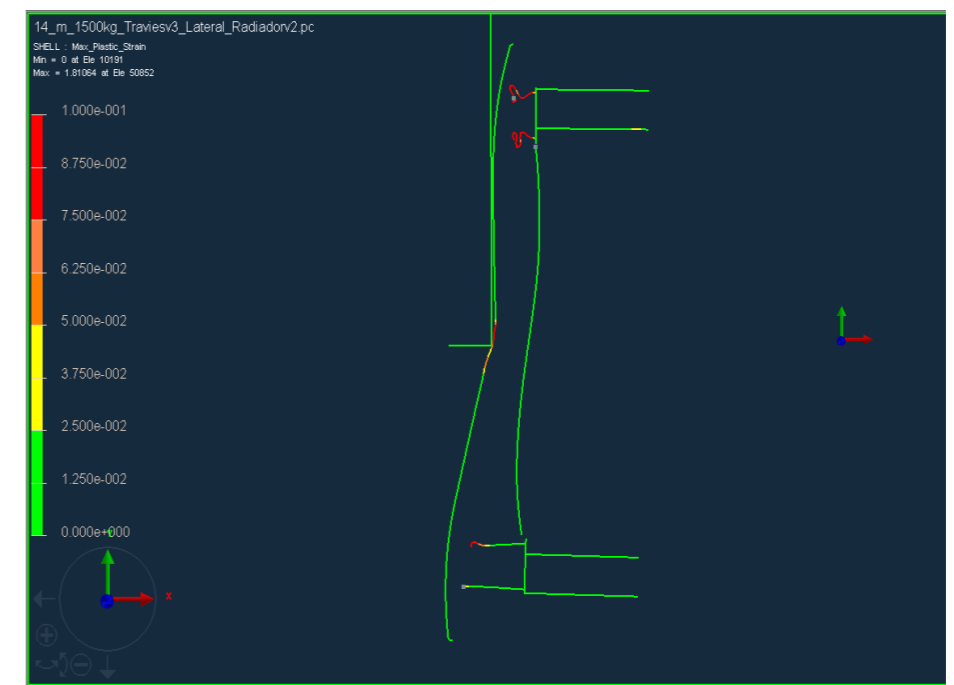 14_m_1500kg_Traviesv3_Lateral_Radiadorv2.pc
SHELL : Max_Plastic_Strain
Min = 0 at Ele 10191
Max = 1.81064 at Ele 50852
1.000e-001
8.750e-002
7.500e-002
6.250e-002
5.000e-002
3.750e-002
2.500e-002
1.250e-002
0.000e+000
x